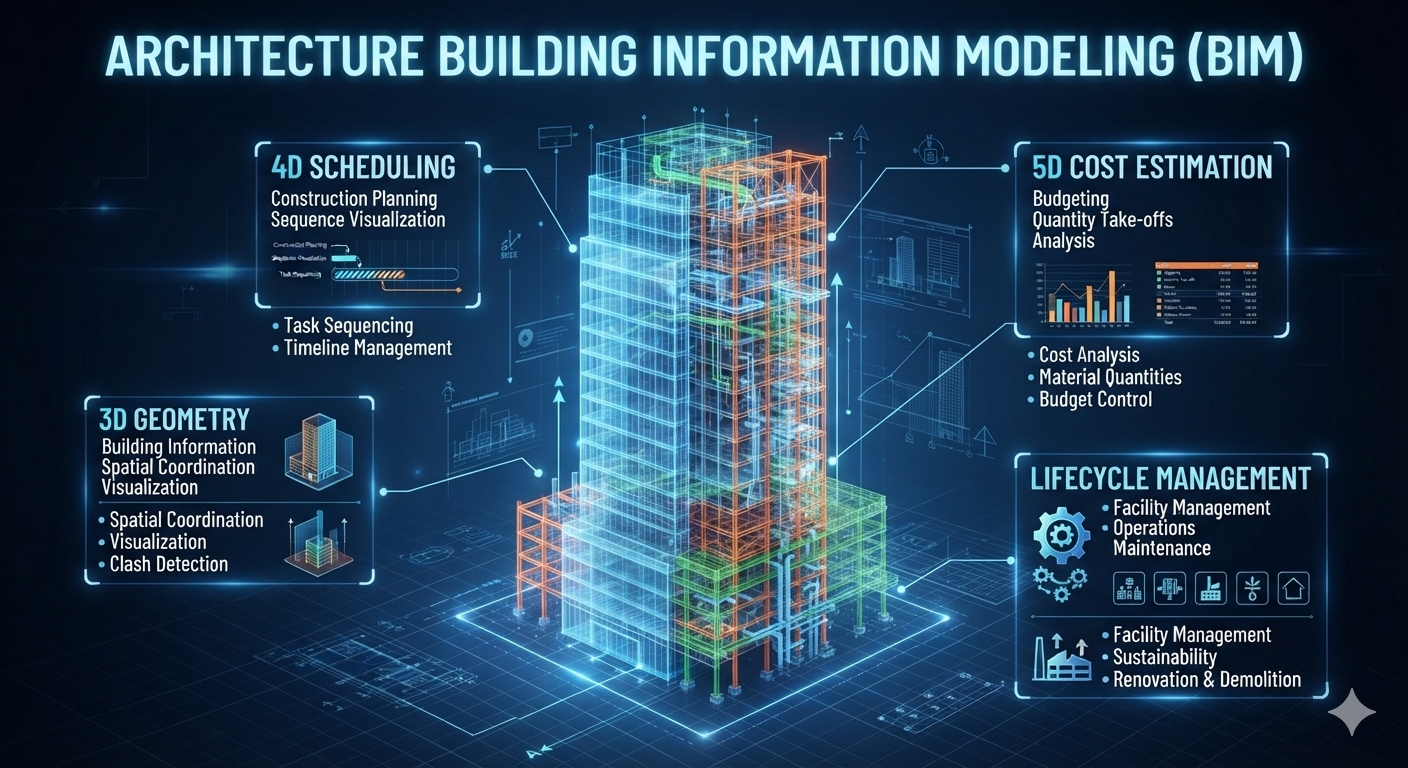 ARCHITECTURE BUILDING INFORMATION MODELING (BIM)
4D SCHEDULING
Construction Planning
Sequence Visualization
• Task Sequencing
• Timeline Management
3D GEOMETRY
Building Information
Spatial Coordination
Visualization
• Spatial Coordination
• Visualization
• Clash Detection
5D COST ESTIMATION
Budgeting
Quantity Take-offs
Analysis
• Cost Analysis
• Material Quantities
• Budget Control
LIFECYCLE MANAGEMENT
• Facility Management
• Operations
Maintenance
• Facility Management
• Sustainability
• Renovation & Demolition